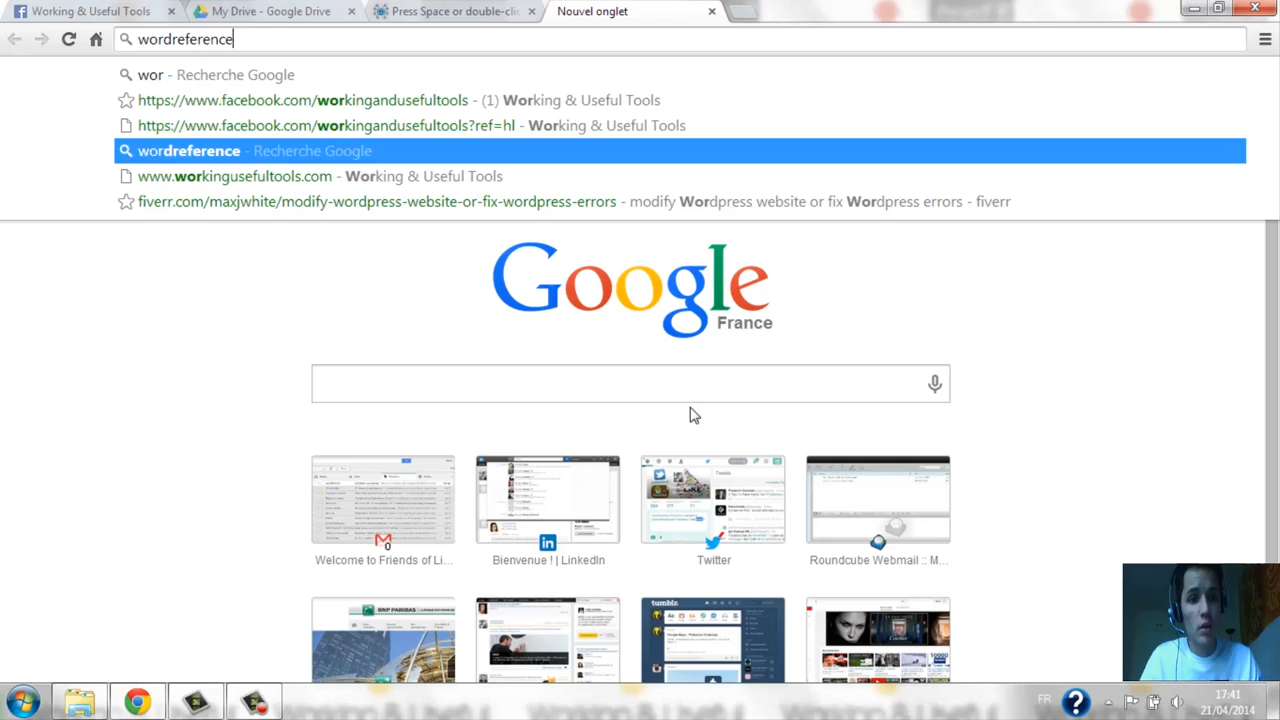 Working & Useful Tools
My Drive - Google Drive
Press Space or double-clic
Nouvel onglet
wordreference
wor - Recherche Google
https://www.facebook.com/workingandusefultools - (1) Working & Useful Tools
https://www.facebook.com/workingandusefultools?ref=hl - Working & Useful Tools
wordreference - Recherche Google
www.workingusefultools.com - Working & Useful Tools
fiverr.com/maxjwhite/modify-wordpress-website-or-fix-wordpress-errors - modify Wordpress website or fix Wordpress errors - fiverr
Google
France
Welcome to Friends of Li...
Bienvenue ! | LinkedIn
Twitter
Roundcube Webmail :: M...
BNP PARIBAS
tumblr.
FR
17:41
21/04/2014